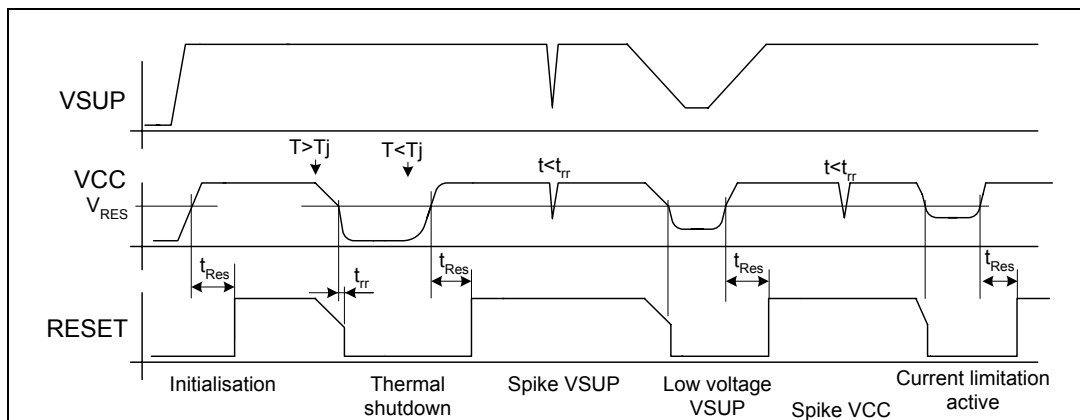 VSUP
T>Tj
T<Tj
t<trr
t<trr
VCC
VRES
tRes
trr
tRes
tRes
tRes
RESET
Initialisation
Thermal
shutdown
Spike VSUP
Low voltage
VSUP
Spike VCC
Current limitation
active